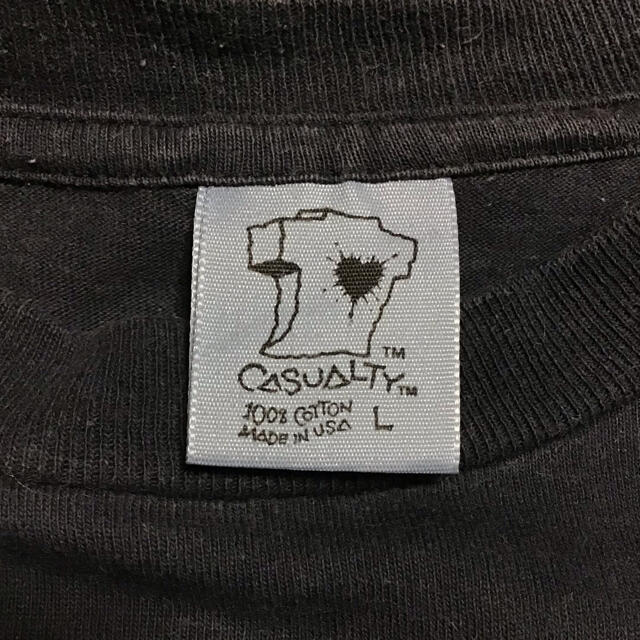 TM
CASUALTY TM
100% COTTON
MADE IN USA L